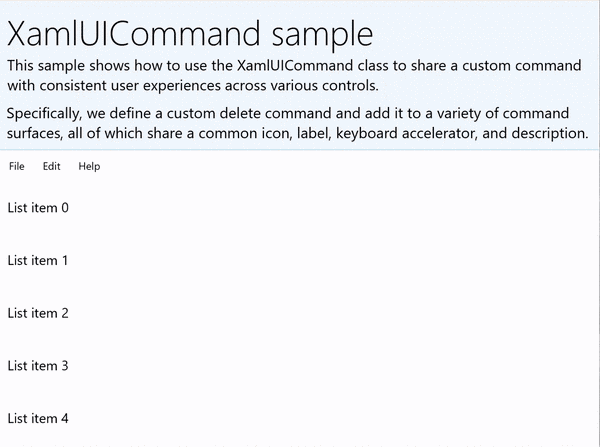 XamlUICommand sample
This sample shows how to use the XamlUICommand class to share a custom command
with consistent user experiences across various controls.
Specifically, we define a custom delete command and add it to a variety of command
surfaces, all of which share a common icon, label, keyboard accelerator, and description.
File Edit Help
List item 0
List item 1
List item 2
List item 3
List item 4